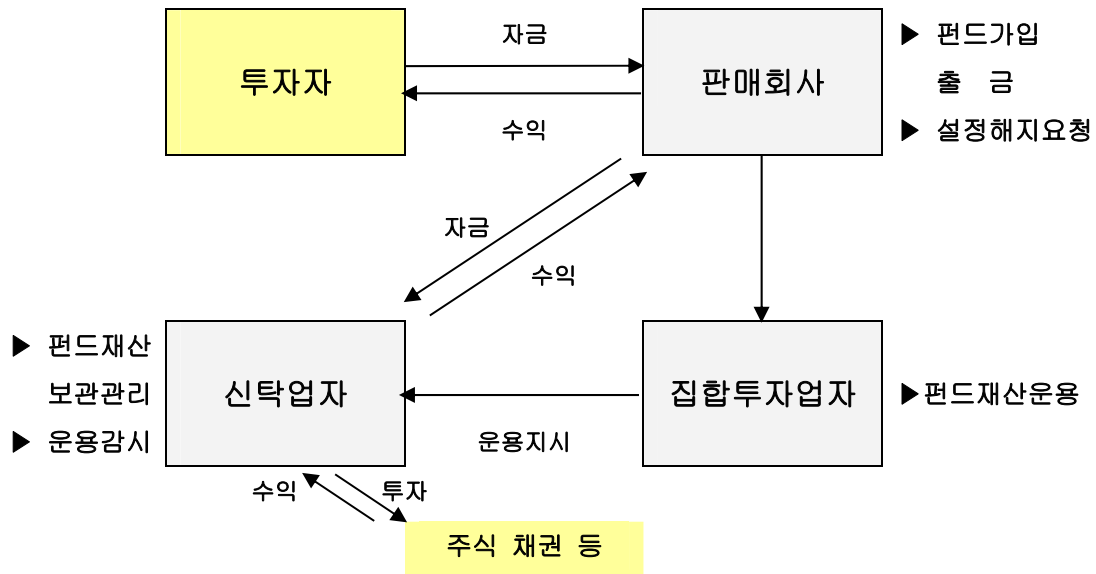 자금
▶ 펀드가입
투자자
판매회사
출 금
수익
▶ 설정해지요청
자금
수익
▶ 펀드재산
보관관리
▶ 운용감시
신탁업자
집합투자업자
▶펀드재산운용
운용지시
수익
투자
주식 채권 등